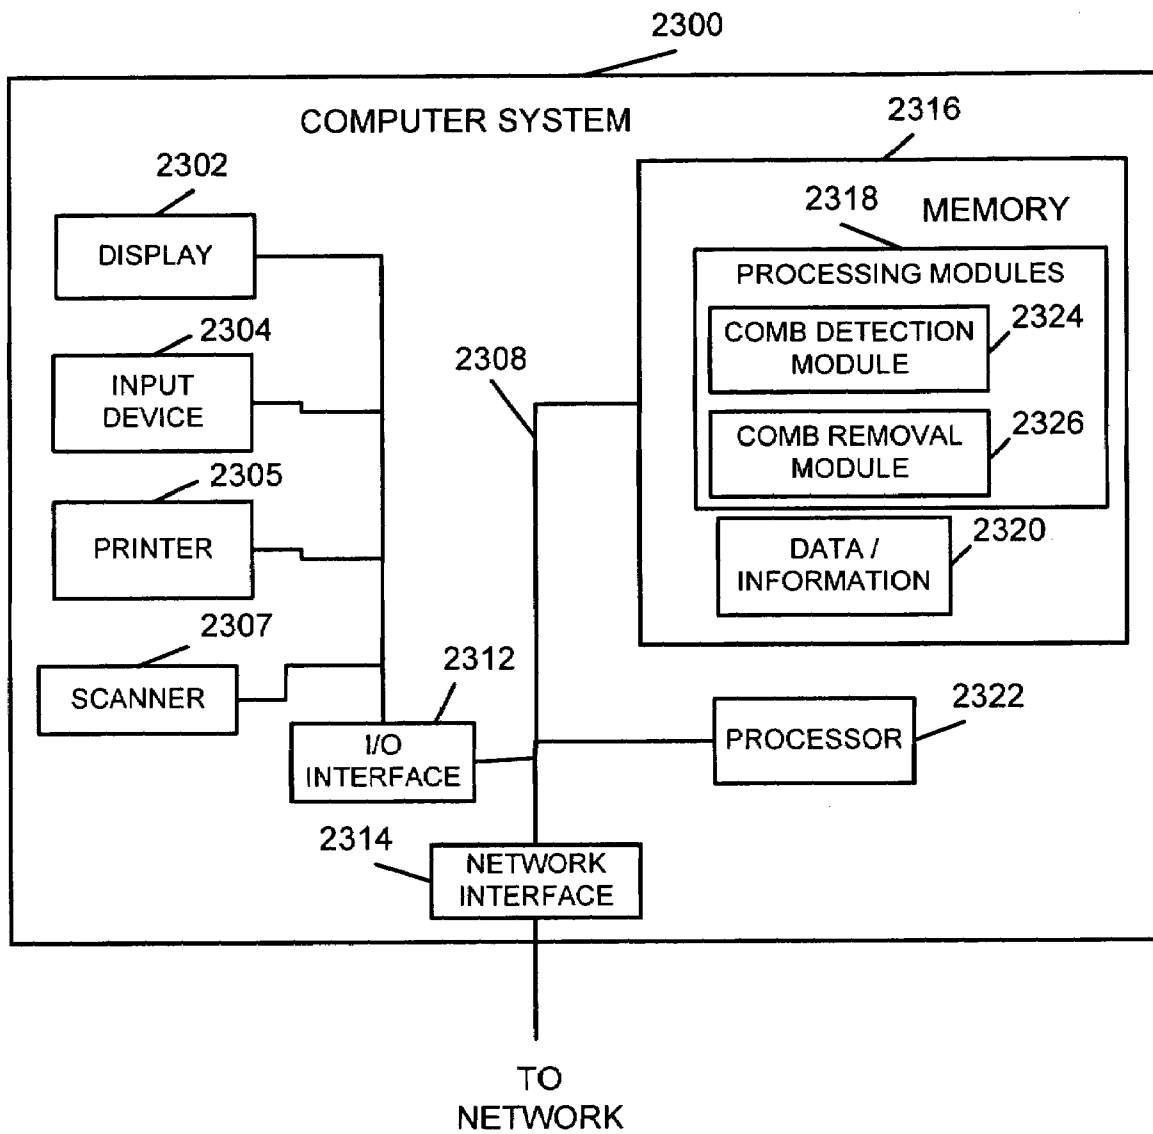 2300
COMPUTER SYSTEM
2316
2302
2318
MEMORY
DISPLAY
PROCESSING MODULES
2304
COMB DETECTION
MODULE
2324
INPUT
DEVICE
2308
COMB REMOVAL
MODULE
2326
2305
PRINTER
DATA /
INFORMATION
2320
2307
SCANNER
2312
I/O
INTERFACE
PROCESSOR
2322
2314
NETWORK
INTERFACE
TO
NETWORK